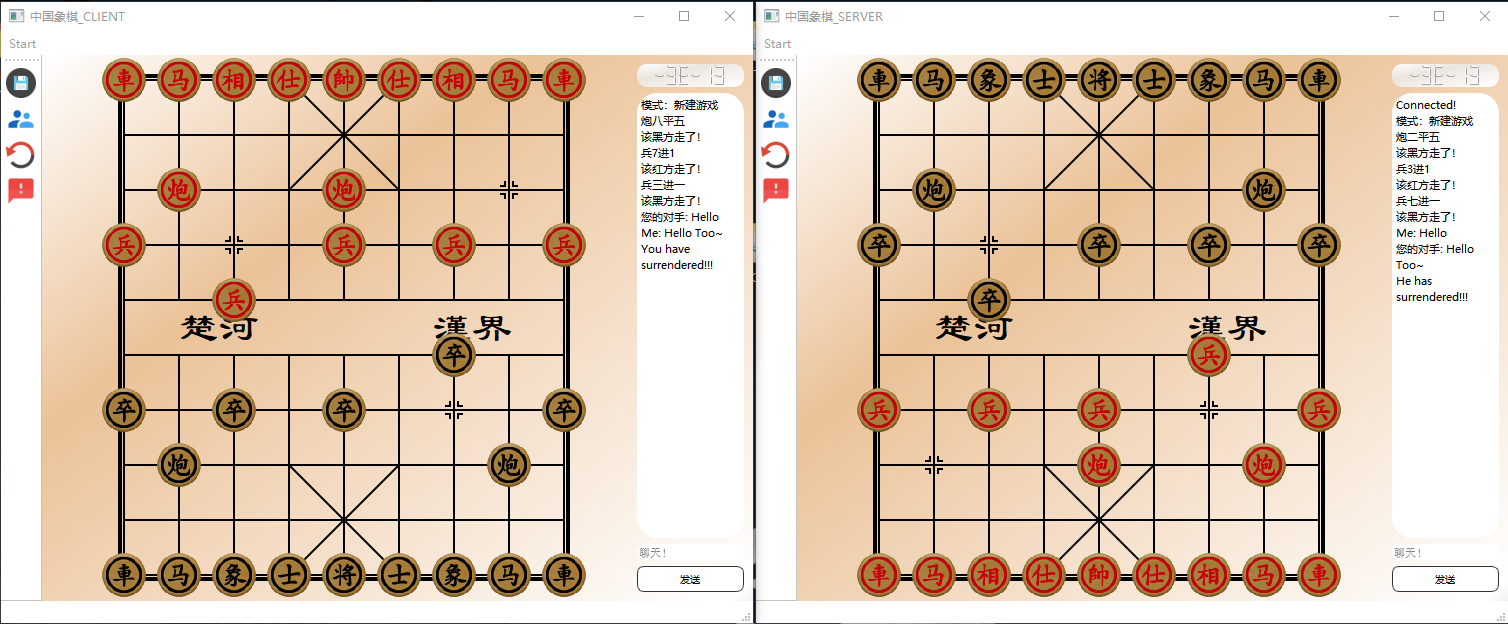 中国象棋_CLIENT
Start
車 马 相 仕 帥 仕 相 马 車
炮 炮
兵 兵 兵 兵
兵
楚河 漢界
卒
卒 卒 卒 卒
炮 炮
車 马 象 士 将 士 象 马 車
模式：新建游戏
炮八平五
该黑方走了!
兵7进1
该红方走了!
兵三进一
该黑方走了!
您的对手: Hello
Me: Hello Too~
You have
surrendered!!!
聊天!
发送
中国象棋_SERVER
Start
車 马 象 士 将 士 象 马 車
炮 炮
卒 卒 卒 卒
卒
楚河 漢界
兵
兵 兵 兵 兵
炮 炮
車 马 相 仕 帥 仕 相 马 車
Connected!
模式：新建游戏
炮二平五
该黑方走了!
兵3进1
该红方走了!
兵七进一
该黑方走了!
Me: Hello
您的对手: Hello
Too~
He has
surrendered!!!
聊天!
发送